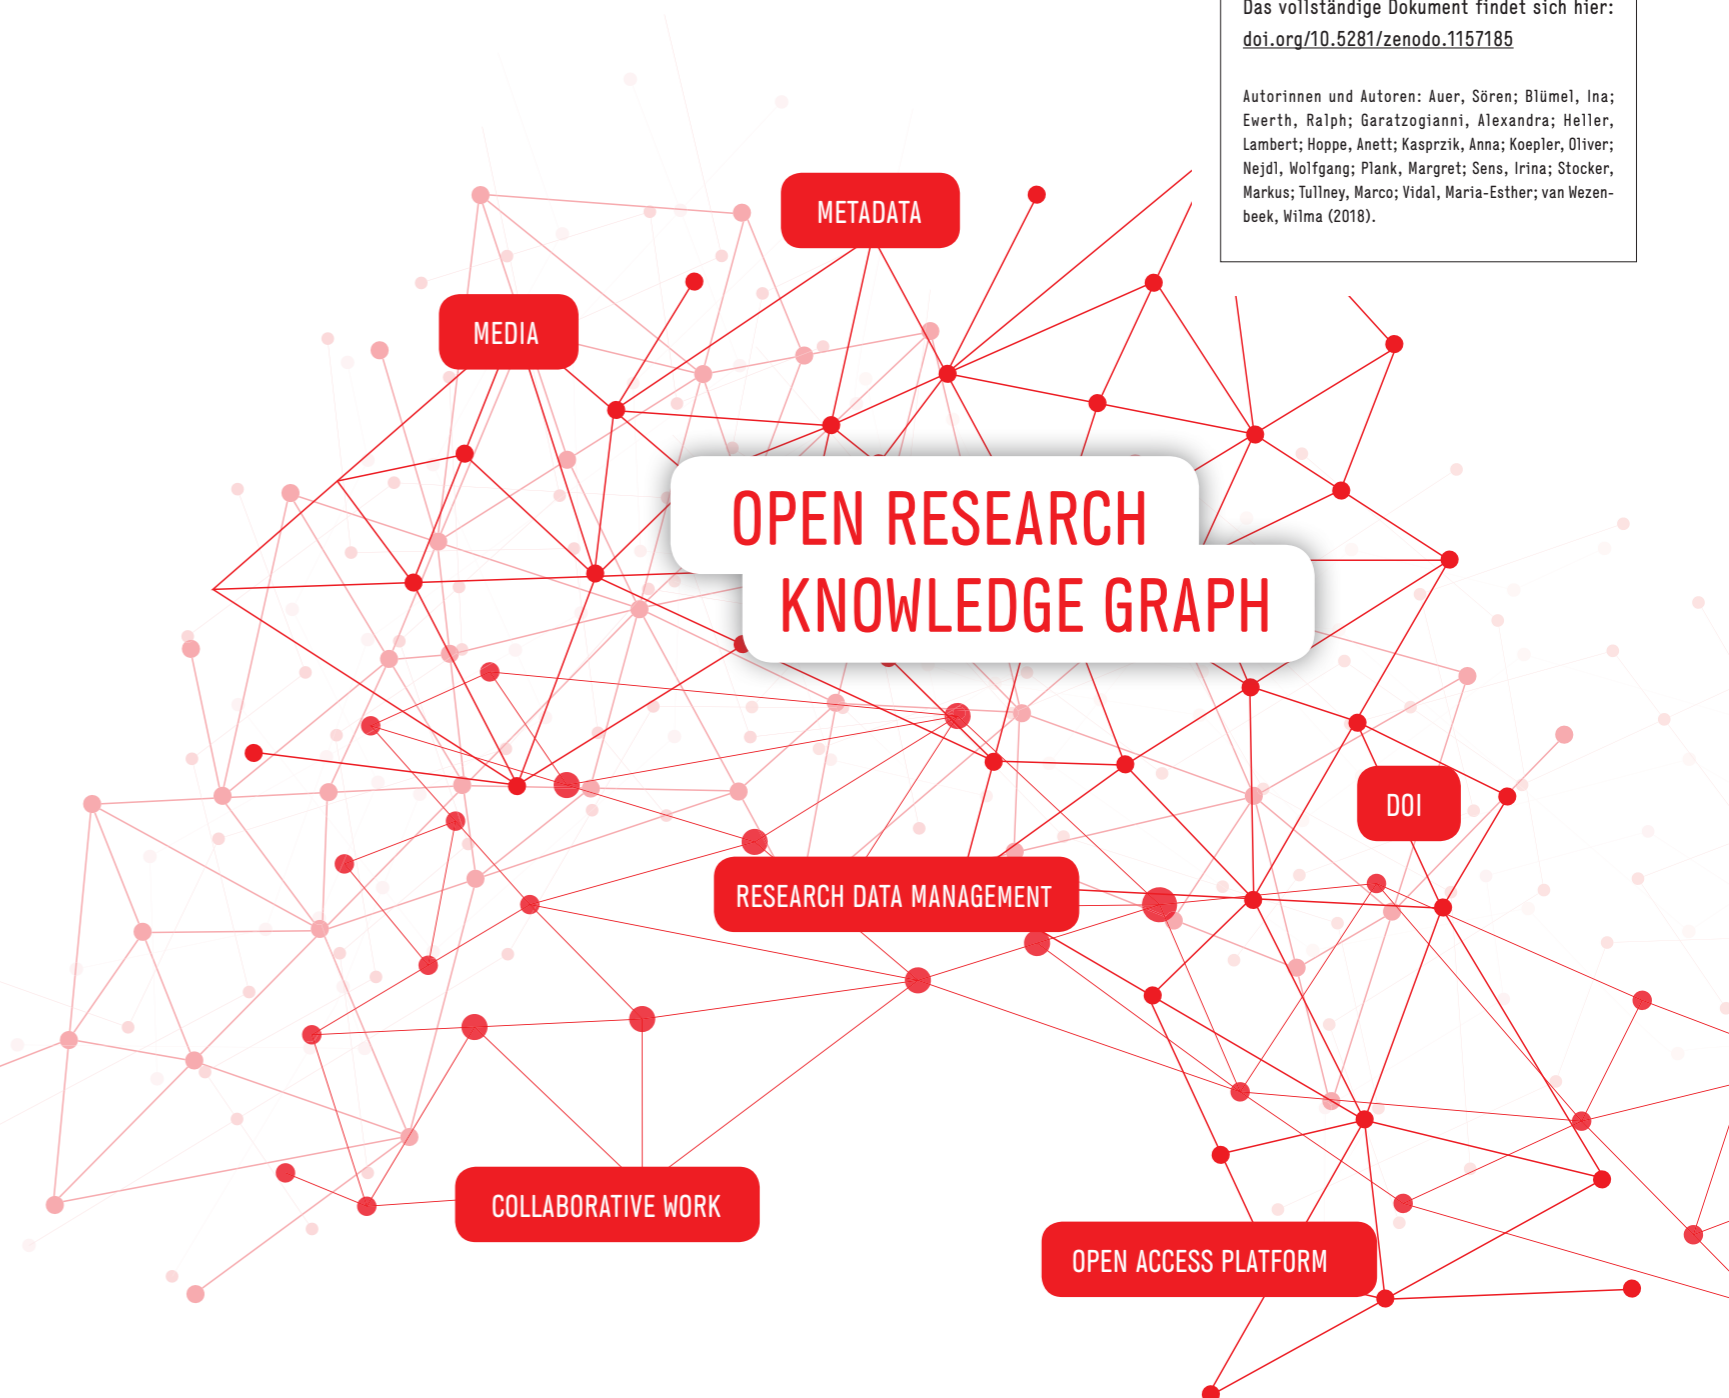 Das vollständige Dokument findet sich hier:
doi.org/10.5281/zenodo.1157185
Autorinnen und Autoren: Auer, Sören; Blümel, Ina;
Ewerth, Ralph; Garatzogianni, Alexandra; Heller,
Lambert; Hoppe, Anett; Kasprzik, Anna; Koepler, Oliver;
Nejdl, Wolfgang; Plank, Margret; Sens, Irina; Stocker,
Markus; Tullney, Marco; Vidal, Maria-Esther; van Wezen-
beek, Wilma (2018).
METADATA
MEDIA
OPEN RESEARCH
KNOWLEDGE GRAPH
DOI
RESEARCH DATA MANAGEMENT
COLLABORATIVE WORK
OPEN ACCESS PLATFORM